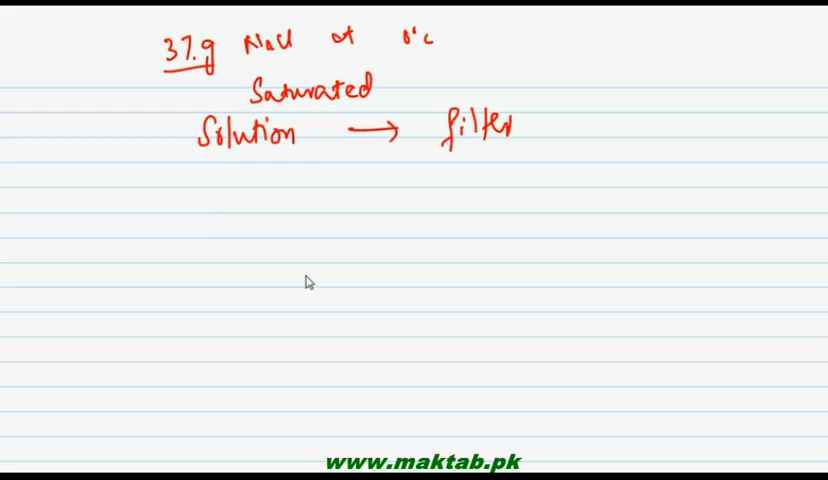 37.g NaCl at 0°C
Saturated
Solution → filter
www.maktab.pk